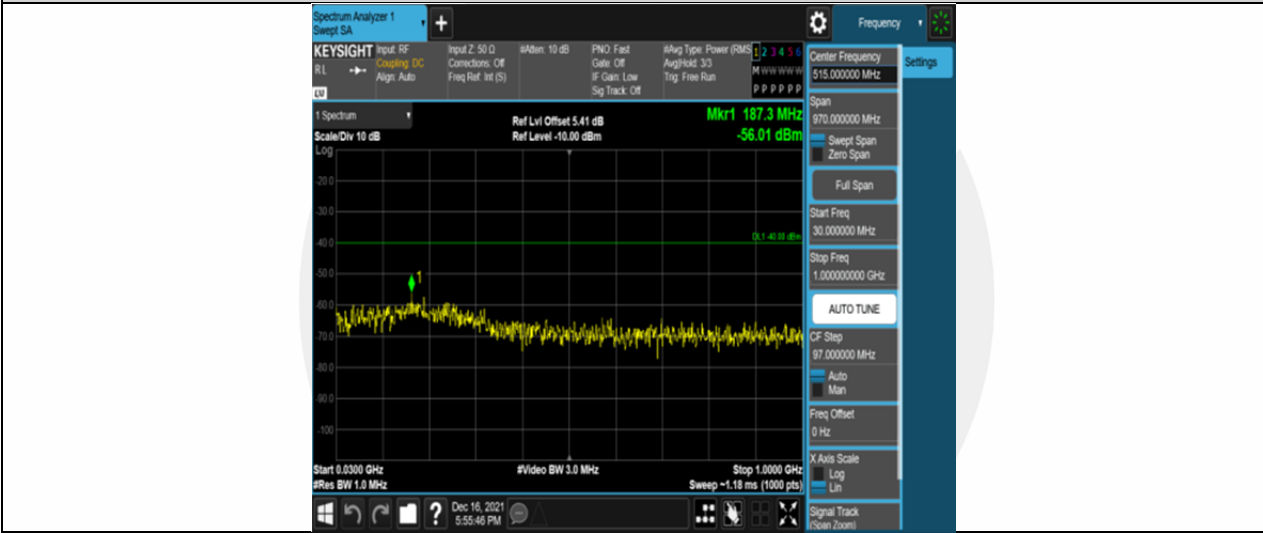 Spectrum Analyzer 1
Swept SA
+
Frequency
KEYSIGHT
RL
LV
Input: RF
Coupling: DC
Align: Auto
Input Z: 50 Ω
Corrections: Off
Freq Ref: Int (S)
#Atten: 10 dB
PNO: Fast
Gate: Off
IF Gain: Low
Sig Track: Off
#Avg Type: Power (RMS
Avg|Hold: 3/3
Trig: Free Run
1 2 3 4 5 6
M W W W W W
P P P P P P
1 Spectrum
Scale/Div 10 dB
Log
Ref Lvl Offset 5.41 dB
Ref Level -10.00 dBm
Mkr1 187.3 MHz
-56.01 dBm
-20.0
-30.0
-40.0
DL1 -40.00 dBm
-50.0
1
-60.0
-70.0
-80.0
-90.0
-100
Start 0.0300 GHz
#Res BW 1.0 MHz
#Video BW 3.0 MHz
Stop 1.0000 GHz
Sweep ~1.18 ms (1000 pts)
?
Dec 16, 2021
5:55:46 PM
Center Frequency
515.000000 MHz
Settings
Span
970.000000 MHz
Swept Span
Zero Span
Full Span
Start Freq
30.000000 MHz
Stop Freq
1.000000000 GHz
AUTO TUNE
CF Step
97.000000 MHz
Auto
Man
Freq Offset
0 Hz
X Axis Scale
Log
Lin
Signal Track
(Span Zoom)